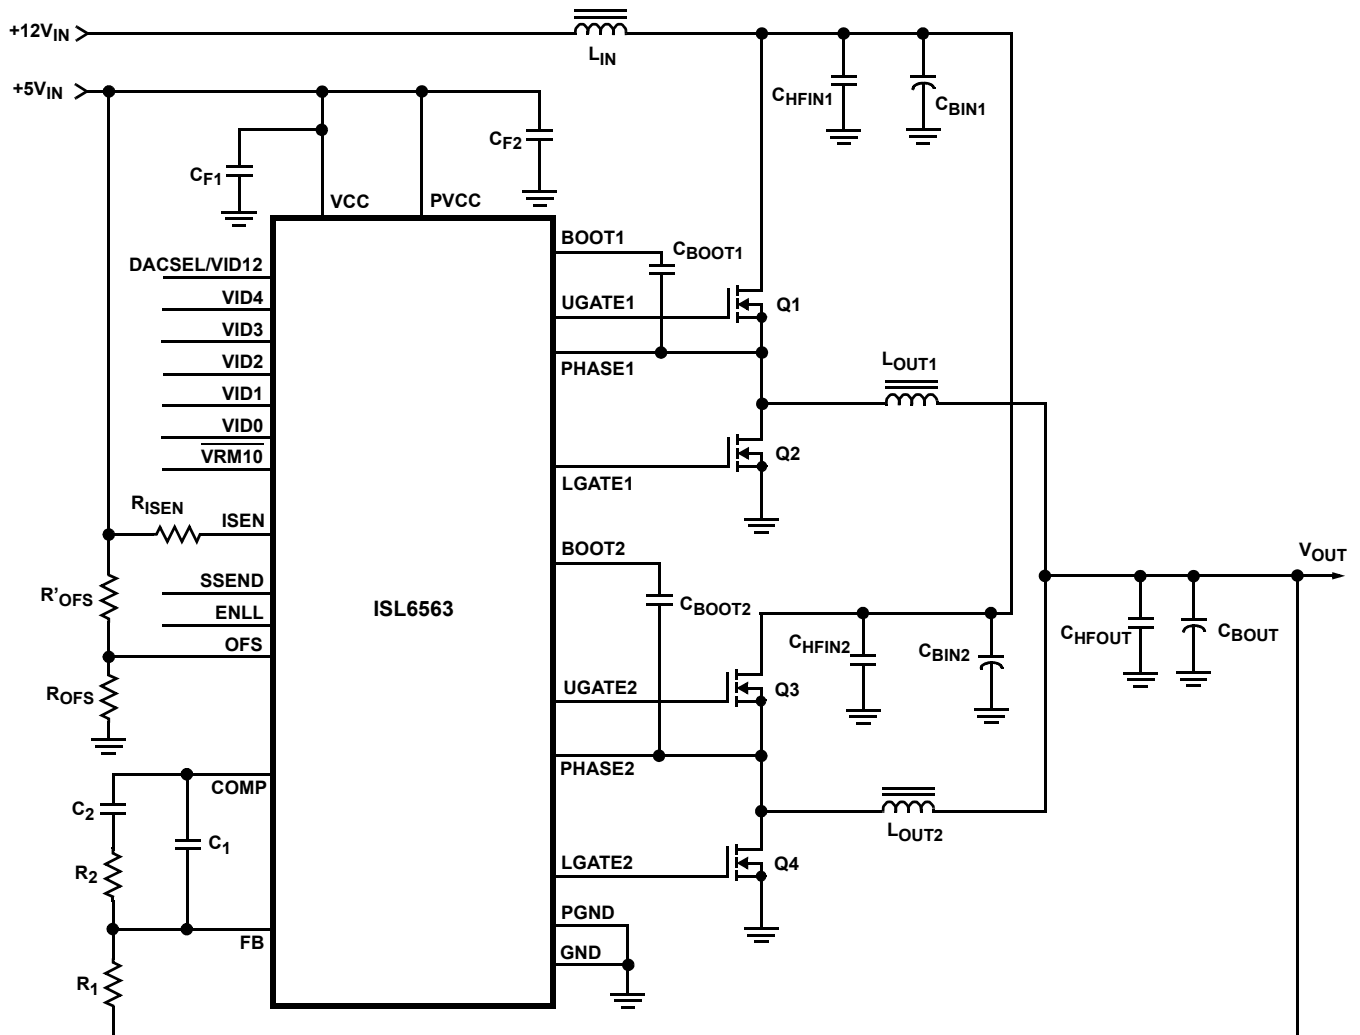 +12VIN
LIN
+5VIN
CHFIN1
CBIN1
CF2
CF1
VCC
PVCC
BOOT1
CBOOT1
DACSEL/VID12
VID4
UGATE1
Q1
VID3
VID2
PHASE1
LOUT1
VID1
VID0
VRM10
Q2
LGATE1
RISEN
ISEN
BOOT2
VOUT
R'OFS
SSEND
ISL6563
CBOOT2
ENLL
OFS
CHFIN2
CBIN2
CHFOUT
CBOUT
ROFS
UGATE2
Q3
COMP
PHASE2
C2
C1
LOUT2
R2
LGATE2
Q4
PGND
FB
GND
R1